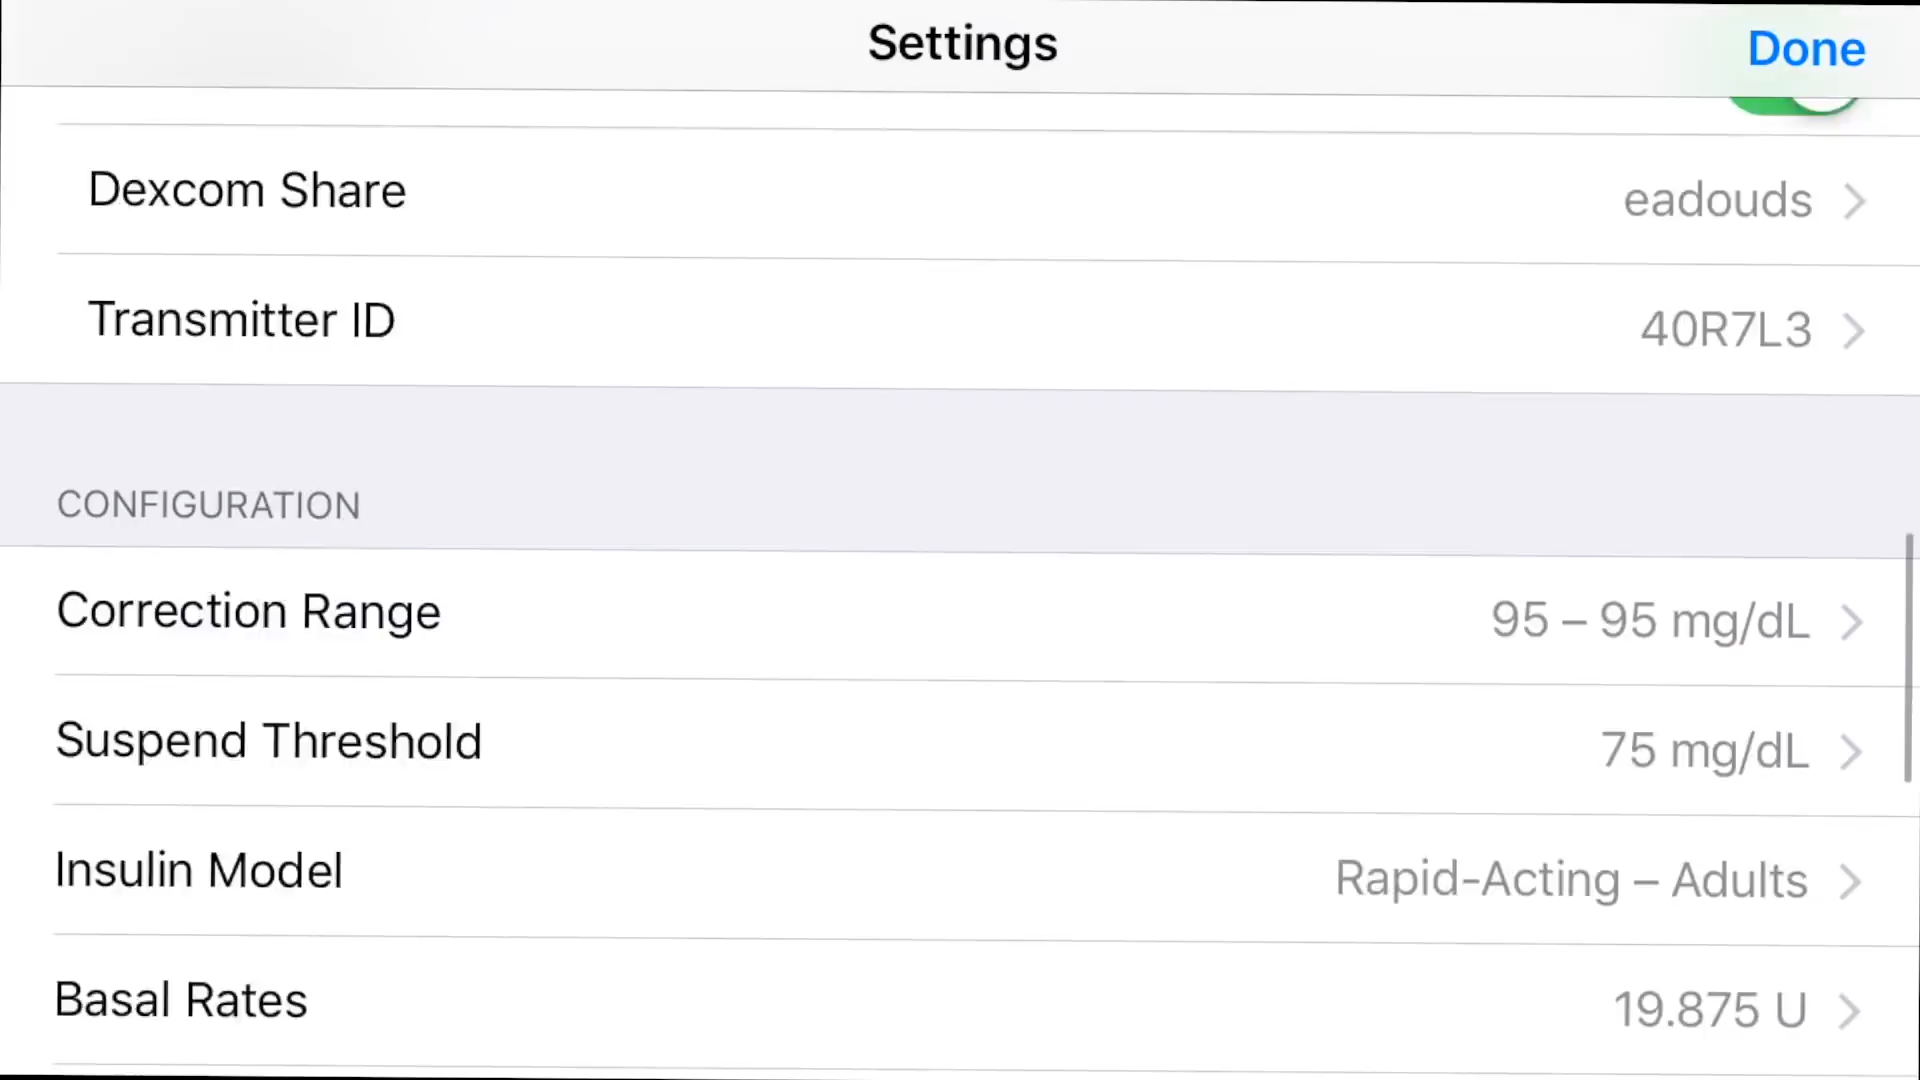 Settings
Done
Dexcom Share
eadouds
Transmitter ID
40R7L3
CONFIGURATION
Correction Range
95 – 95 mg/dL
Suspend Threshold
75 mg/dL
Insulin Model
Rapid-Acting – Adults
Basal Rates
19.875 U